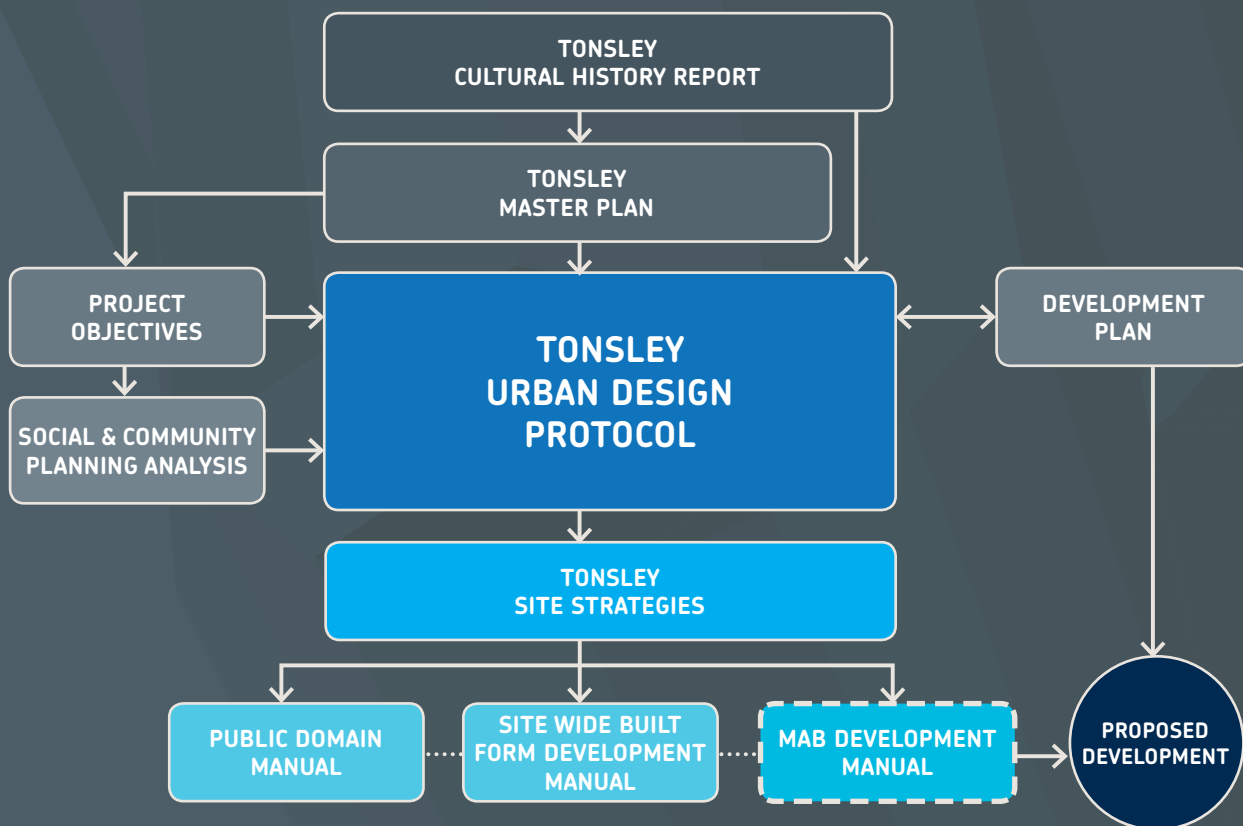 TONSLEY
CULTURAL HISTORY REPORT
TONSLEY
MASTER PLAN
PROJECT
OBJECTIVES
TONSLEY
URBAN DESIGN
PROTOCOL
DEVELOPMENT
PLAN
SOCIAL & COMMUNITY
PLANNING ANALYSIS
TONSLEY
SITE STRATEGIES
PUBLIC DOMAIN
MANUAL
SITE WIDE BUILT
FORM DEVELOPMENT
MANUAL
MAB DEVELOPMENT
MANUAL
PROPOSED
DEVELOPMENT